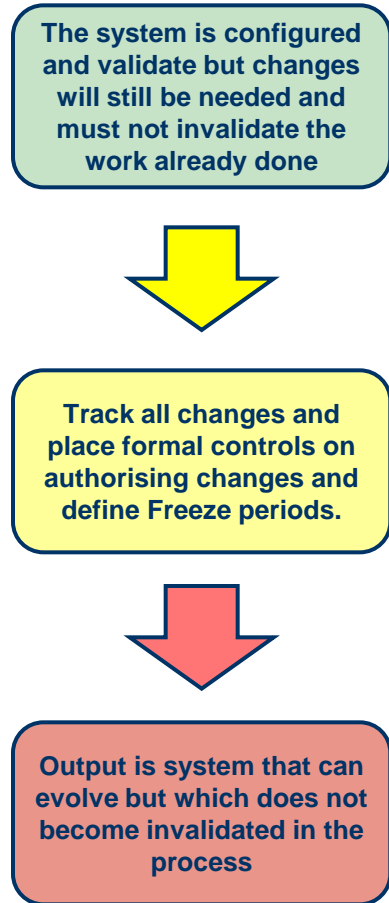 The system is configured
and validate but changes
will still be needed and
must not invalidate the
work already done
Track all changes and
place formal controls on
authorising changes and
define Freeze periods.
Output is system that can
evolve but which does not
become invalidated in the
process